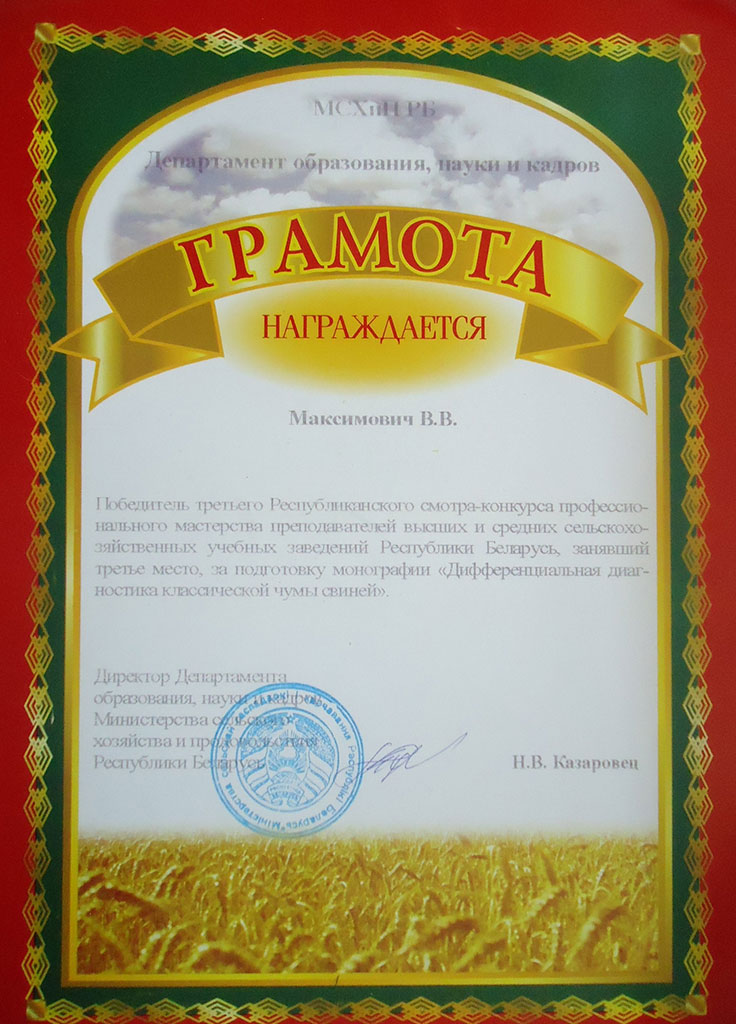 МСХиП РБ
Департамент образования, науки и кадров
ГРАМОТА
НАГРАЖДАЕТСЯ
Максимович В.В.
Победитель третьего Республиканского смотра-конкурса профессио-
нального мастерства преподавателей высших и средних сельскохо-
зяйственных учебных заведений Республики Беларусь, занявший
третье место, за подготовку монографии «Дифференциальная диаг-
ностика классической чумы свиней».
Директор Департамента
образования, науки и кадров
Министерства сельского
хозяйства и продовольствия
Республики Беларусь
Н.В. Казаровец